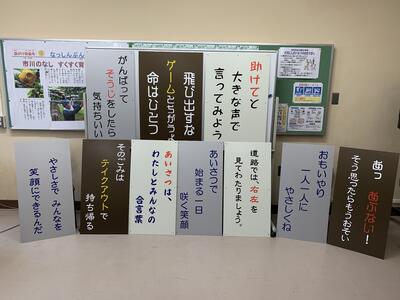 なっしんぶん
市川のなし すくすく育
助けてと
大きな声で
言ってみよう
飛び出すな
ゲームとちがうよ
命はひとつ
がんばって
そうじをしたら
気持ちいい
あっ 危ぶない!
そう思ったらもうおそい
おもいやり
一人一人に
やさしくね
道路では、右左を
見てわたりましょう。
あいさつで
始まる一日
咲く笑顔
あいさつは、
わたしとみんなの
合言葉
そのごみは
テイクアウトで
持ち帰る
やさしさで みんなを
笑顔にできるんだ